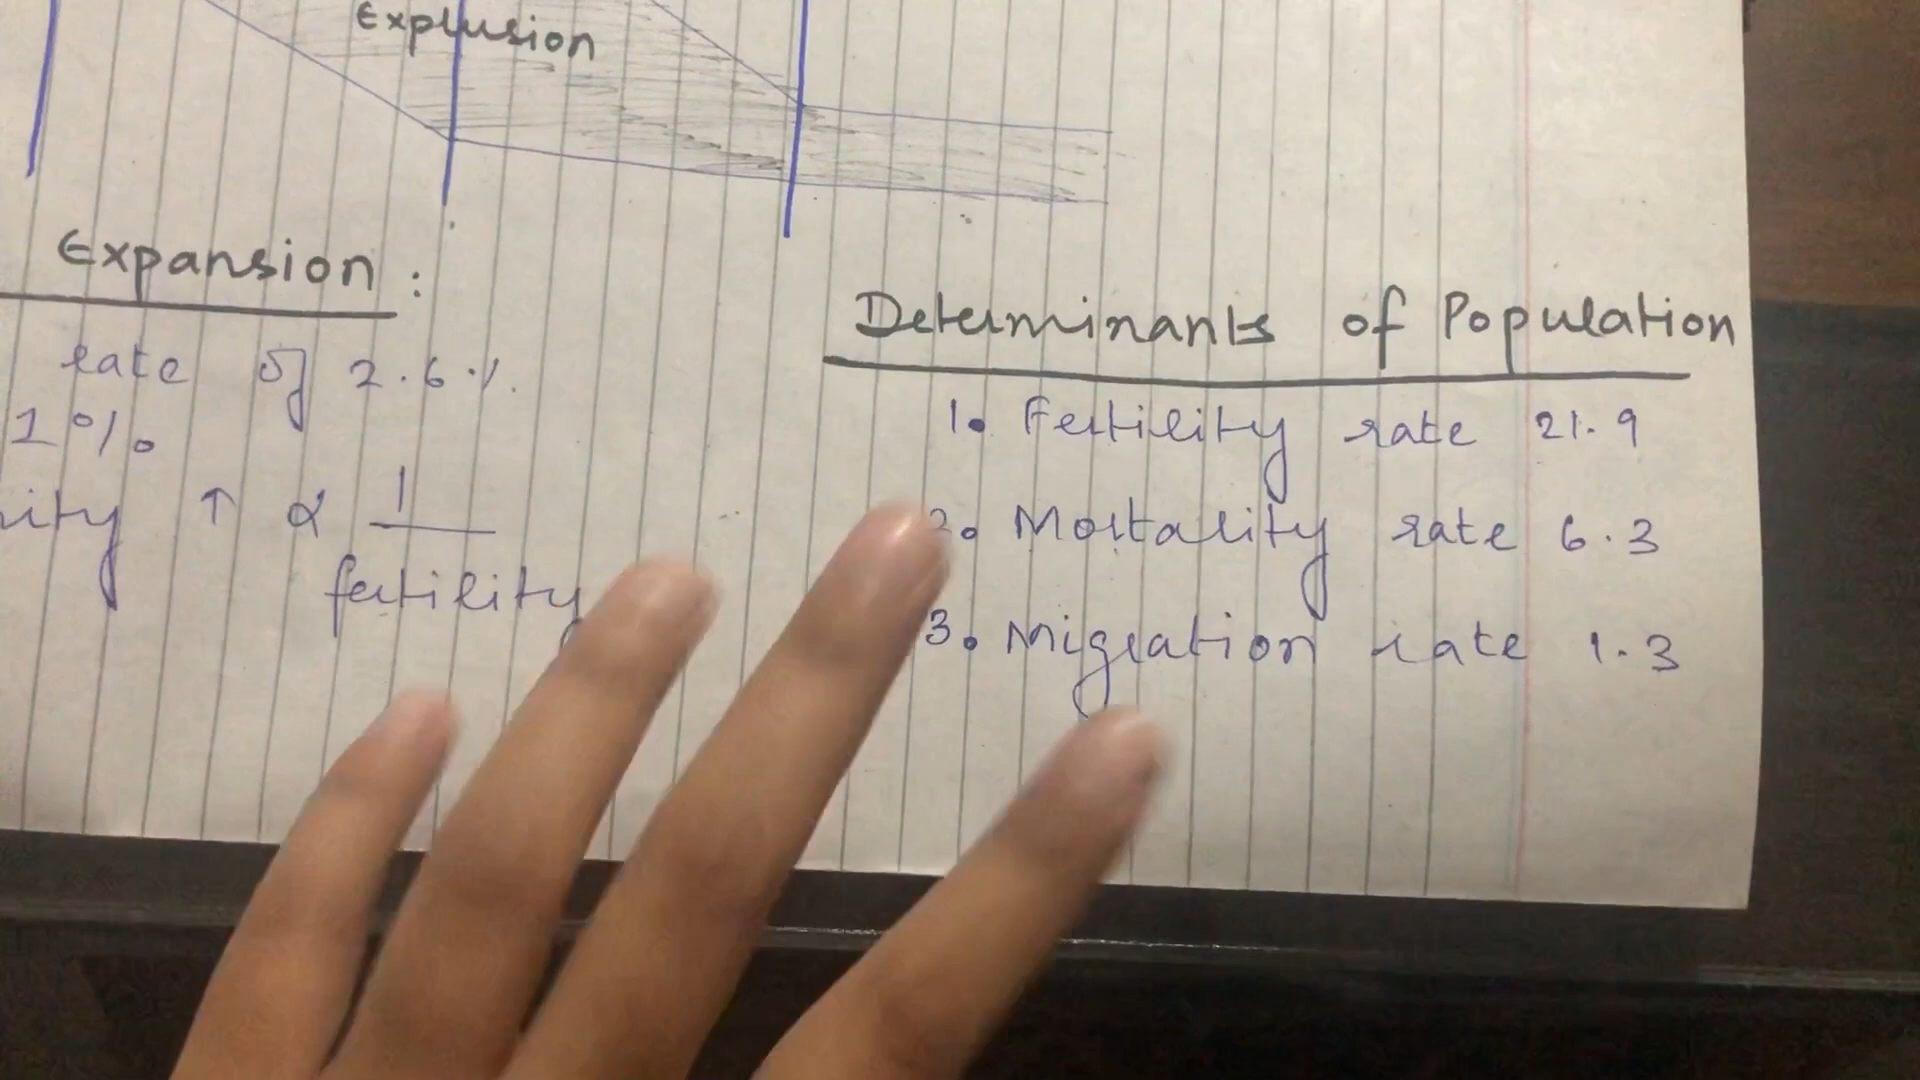 Explusion
Expansion :
rate of 2.6 %.
1%
ity ↑ ∝ 1
fertility
Determinants of Population
1. Fertility rate 21.9
2. Mortality rate 6.3
3. Migration rate 1.3